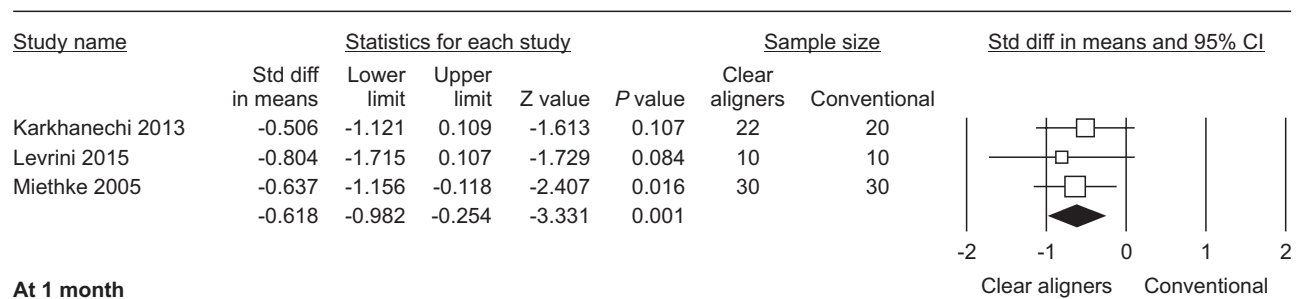 Study name Statistics for each study Sample size Std diff in means and 95% CI
Std diff Lower Upper Clear
in means limit limit Z value P value aligners Conventional
Karkhanechi 2013 -0.506 -1.121 0.109 -1.613 0.107 22 20
Levrini 2015 -0.804 -1.715 0.107 -1.729 0.084 10 10
Miethke 2005 -0.637 -1.156 -0.118 -2.407 0.016 30 30
-0.618 -0.982 -0.254 -3.331 0.001
-2 -1 0 1 2
At 1 month Clear aligners Conventional